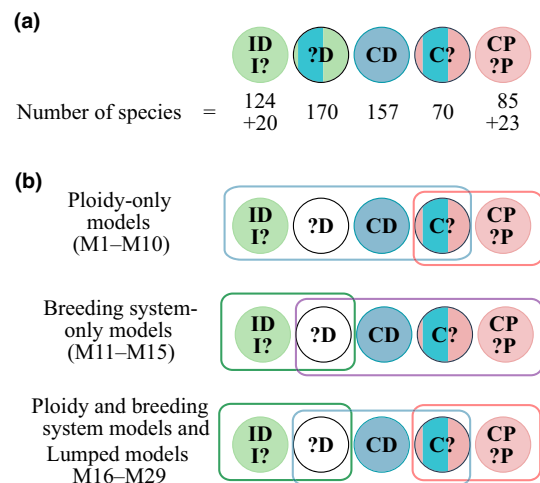 (a)
ID I? ?D CD C? CP ?P
Number of species = 124 +20 170 157 70 85 +23
(b)
Ploidy-only models (M1–M10)
ID I? ?D CD C? CP ?P
Breeding system-only models (M11–M15)
ID I? ?D CD C? CP ?P
Ploidy and breeding system models and Lumped models M16–M29
ID I? ?D CD C? CP ?P